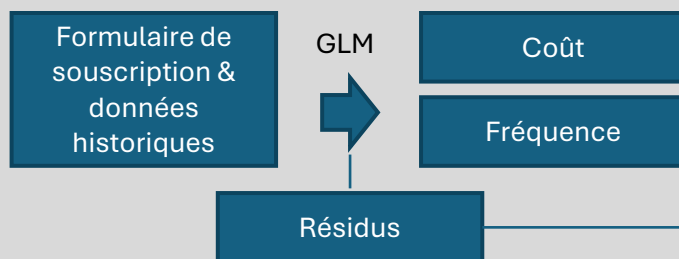 Formulaire de
souscription &
données
historiques
GLM
Coût
Fréquence
Résidus